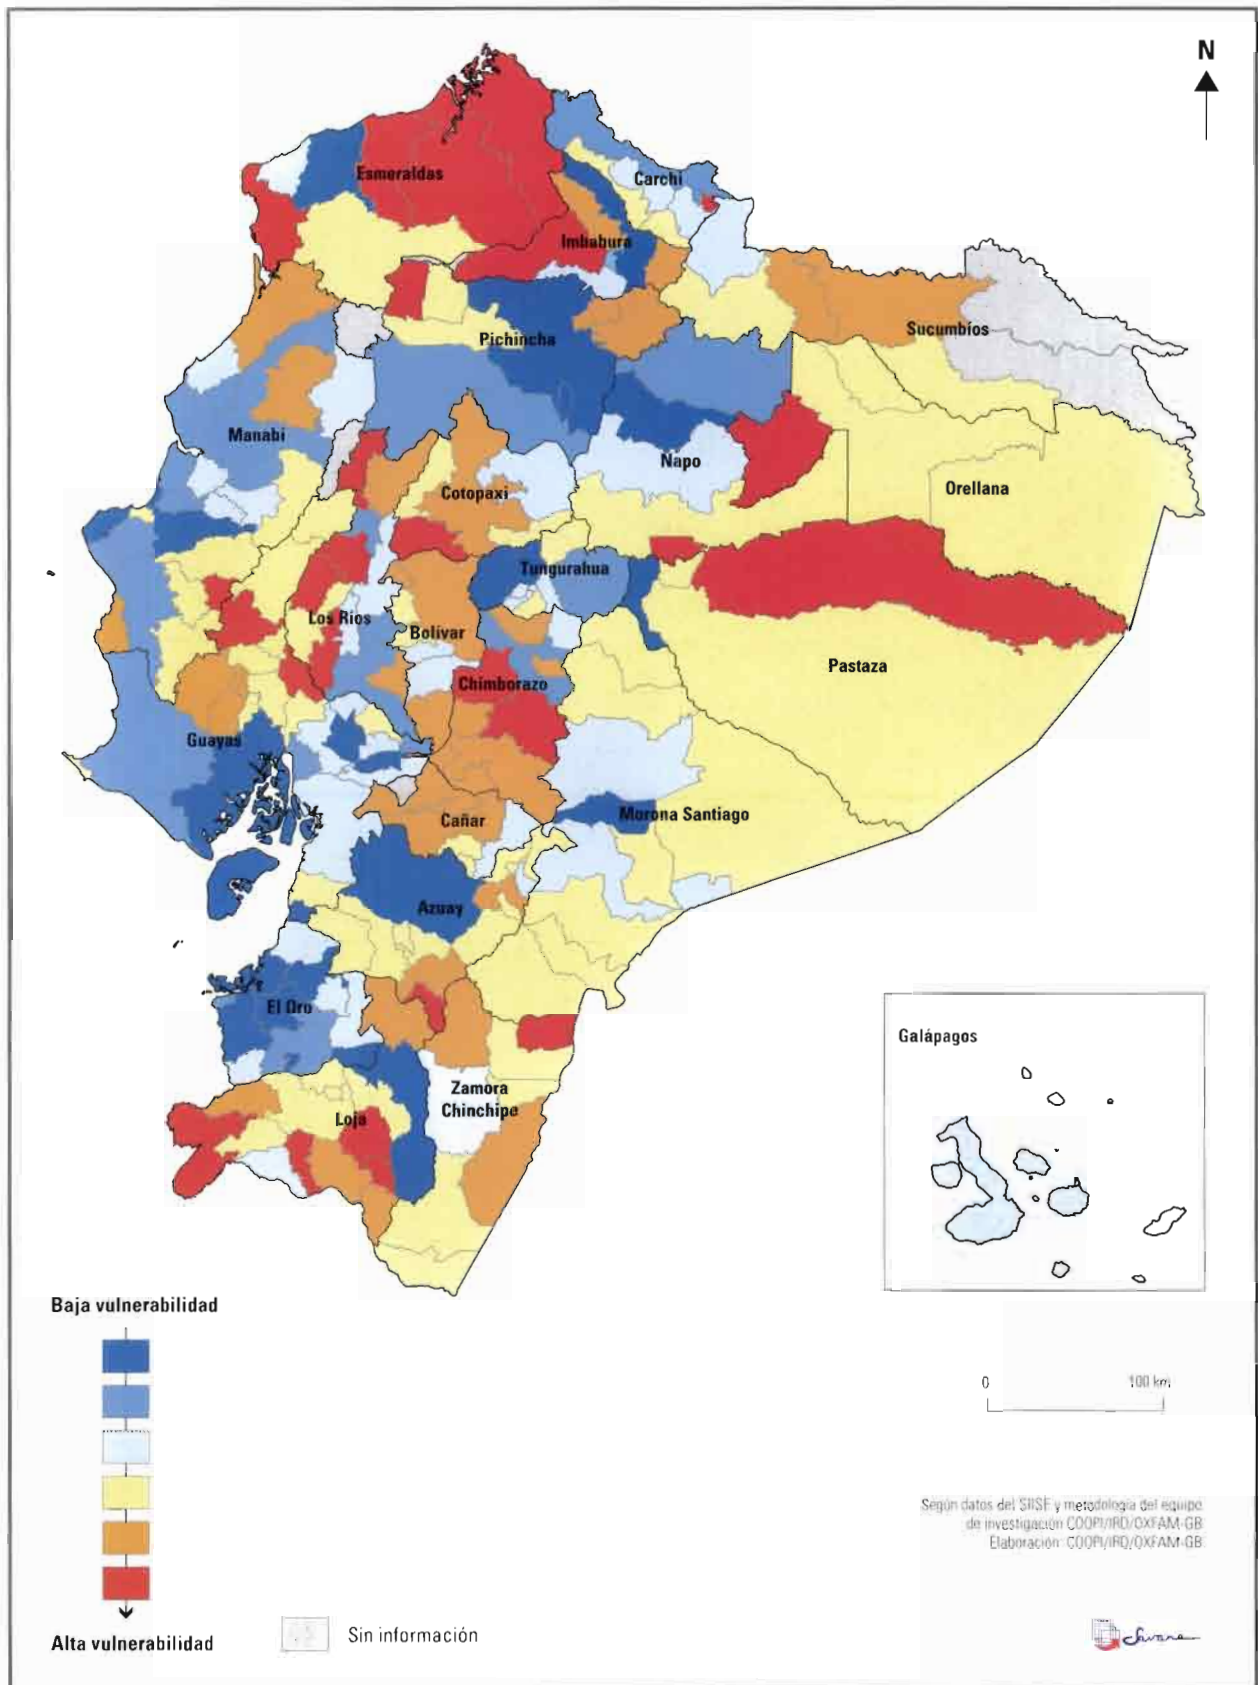 N
Esmeraldas
Carchi
Imbabura
Sucumbíos
Pichincha
Manabí
Napo
Cotopaxi
Orellana
Tungurahua
Los Ríos
Bolívar
Pastaza
Chimborazo
Guayas
Morona Santiago
Cañar
Azuay
El Oro
Galápagos
Zamora
Chinchipe
Loja
Baja vulnerabilidad
0 100 km
Según datos del SIISE y metodología del equipo
de investigación COOPI/IRD/OXFAM-GB
Elaboración: COOPI/IRD/OXFAM-GB
Alta vulnerabilidad
Sin información
Savane